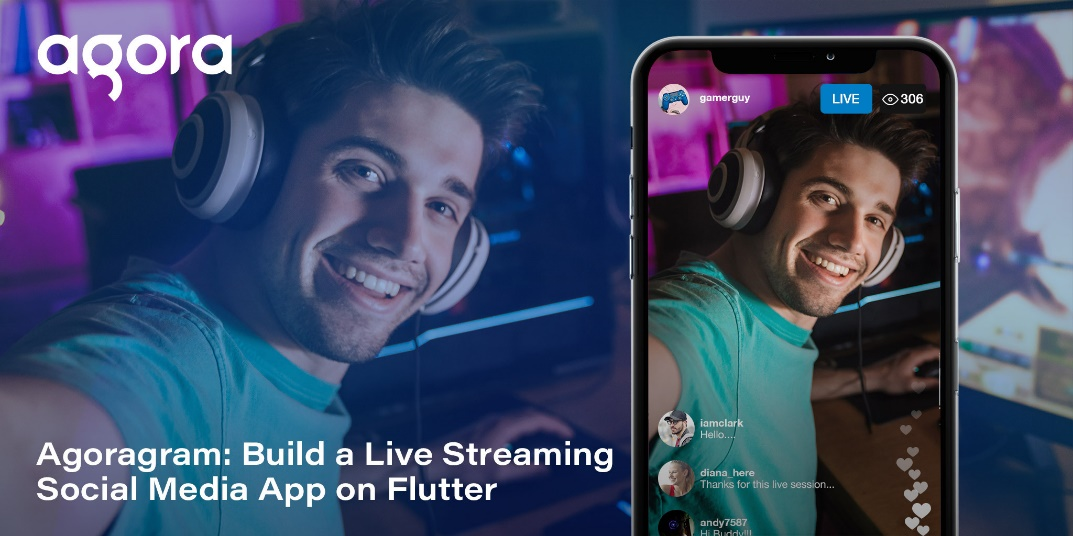 agora
gamerguy
LIVE
306
iamclark
Hello....
diana_here
Thanks for this live session...
andy7587
Hi Buddy!!!
Agoragram: Build a Live Streaming
Social Media App on Flutter